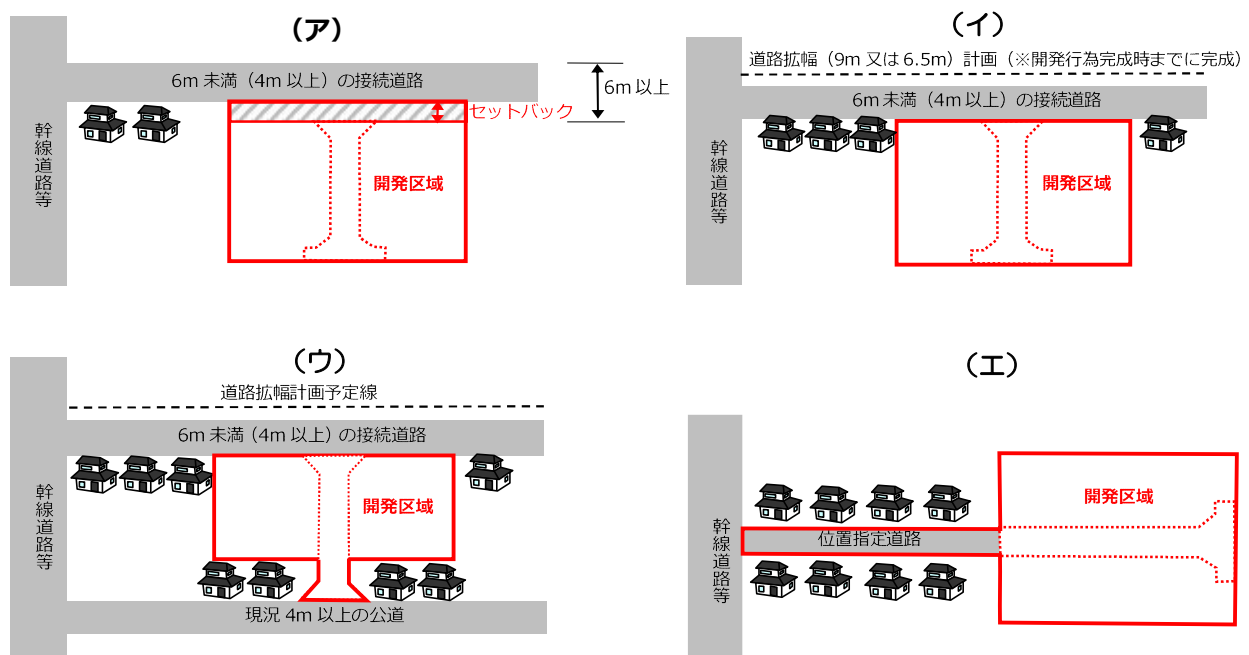 (ア)
6m 未満（4m 以上）の接続道路
6m 以上
セットバック
幹線道路等
開発区域
（イ）
道路拡幅（9m 又は 6.5m）計画（※開発行為完成時までに完成）
6m 未満（4m 以上）の接続道路
幹線道路等
開発区域
（ウ）
道路拡幅計画予定線
6m 未満（4m 以上）の接続道路
幹線道路等
開発区域
現況 4m 以上の公道
（エ）
開発区域
幹線道路等
位置指定道路